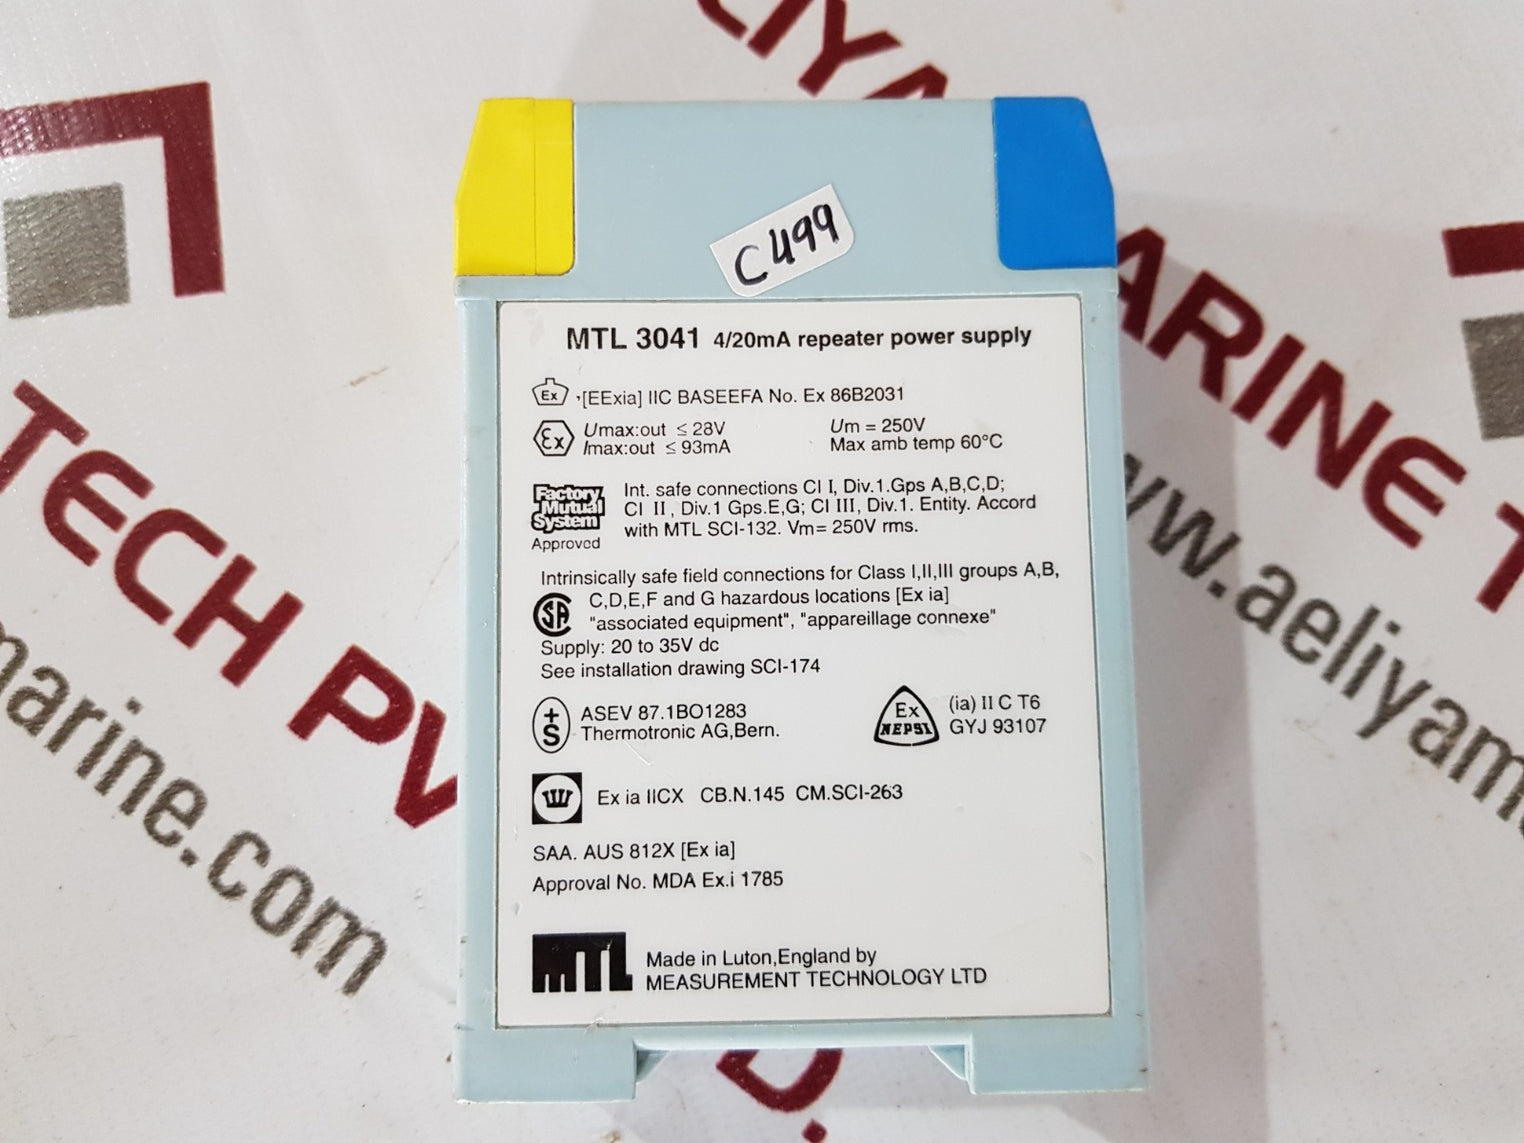 LIYA
C499
MTL 3041 4/20mA repeater power supply
Ex [EExia] IIC BASEEFA No. Ex 86B2031
Ex Umax:out ≤ 28V Um = 250V
Imax:out ≤ 93mA Max amb temp 60°C
Factory Mutual System Approved
Int. safe connections Cl I, Div.1.Gps A,B,C,D;
Cl II, Div.1 Gps.E,G; Cl III, Div.1. Entity. Accord
with MTL SCI-132. Vm= 250V rms.
Intrinsically safe field connections for Class I,II,III groups A,B,
C,D,E,F and G hazardous locations [Ex ia]
SA "associated equipment", "appareillage connexe"
Supply: 20 to 35V dc
See installation drawing SCI-174
+S ASEV 87.1BO1283
Thermotronic AG,Bern.
Ex NEPSI (ia) II C T6
GYJ 93107
Ex ia IICX CB.N.145 CM.SCI-263
SAA. AUS 812X [Ex ia]
Approval No. MDA Ex.i 1785
MTL Made in Luton,England by
MEASUREMENT TECHNOLOGY LTD
TECH PV
marine.com
ARINE T
www.aeliyama
D.